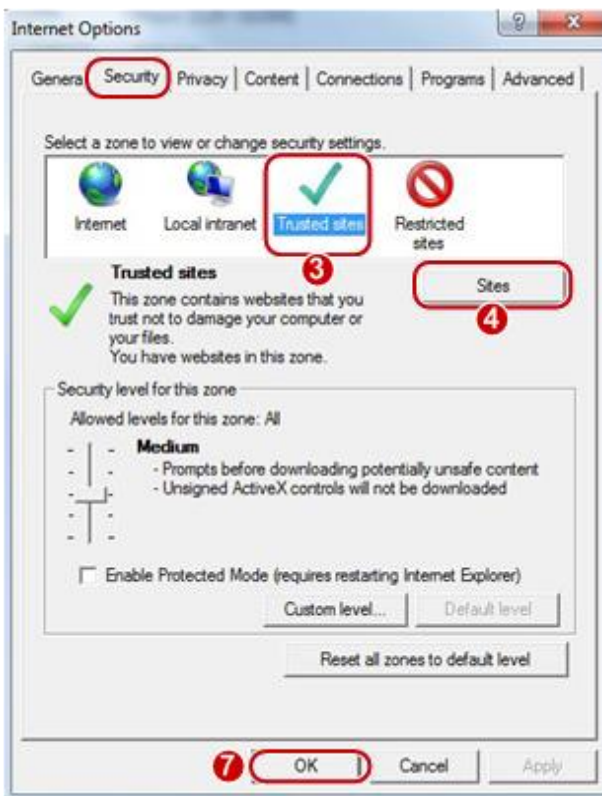 Internet Options
General Security Privacy Content Connections Programs Advanced
Select a zone to view or change security settings.
Internet Local intranet Trusted sites Restricted sites
3
Trusted sites
This zone contains websites that you
trust not to damage your computer or
your files.
You have websites in this zone.
Sites
4
Security level for this zone
Allowed levels for this zone: All
Medium
- Prompts before downloading potentially unsafe content
- Unsigned ActiveX controls will not be downloaded
Enable Protected Mode (requires restarting Internet Explorer)
Custom level... Default level
Reset all zones to default level
7 OK Cancel Apply